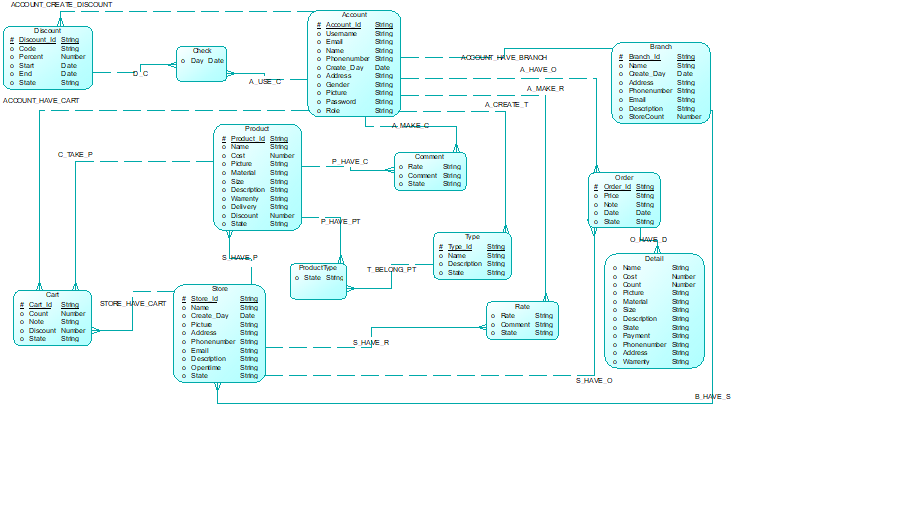 ACCOUNT_CREATE_DISCOUNT
Account
# Account_Id String
Username String
Email String
Name String
Phonenumber String
Create_Day Date
Address String
Gender String
Picture String
Password String
Role String
Discount
# Discount_Id String
Code String
Percent Number
Start Date
End Date
State String
Check
Day Date
D_C
A_USE_C
ACCOUNT_HAVE_BRANCH
Branch
# Branch_Id String
Name String
Create_Day Date
Address String
Phonenumber String
Email String
Description String
StoreCount Number
A_HAVE_O
A_MAKE_R
A_CREATE_T
ACCOUNT_HAVE_CART
A_MAKE_C
Product
# Product_Id String
Name String
Cost Number
Picture String
Material String
Size String
Description String
Warrenty String
Delivery String
Discount Number
State String
C_TAKE_P
P_HAVE_C
Comment
Rate String
Comment String
State String
Order
# Order_Id String
Price String
Note String
Date Date
State String
P_HAVE_PT
Type
# Type_Id String
Name String
Description String
State String
O_HAVE_D
S_HAVE_P
ProductType
State String
T_BELONG_PT
Detail
Name String
Cost Number
Count Number
Picture String
Material String
Size String
Description String
State String
Payment String
Phonenumber String
Address String
Warrenty String
Cart
# Cart_Id String
Count Number
Note String
Discount Number
State String
STORE_HAVE_CART
Store
# Store_Id String
Name String
Create_Day Date
Picture String
Address String
Phonenumber String
Email String
Description String
Opentime String
State String
Rate
Rate String
Comment String
State String
S_HAVE_R
S_HAVE_O
B_HAVE_S